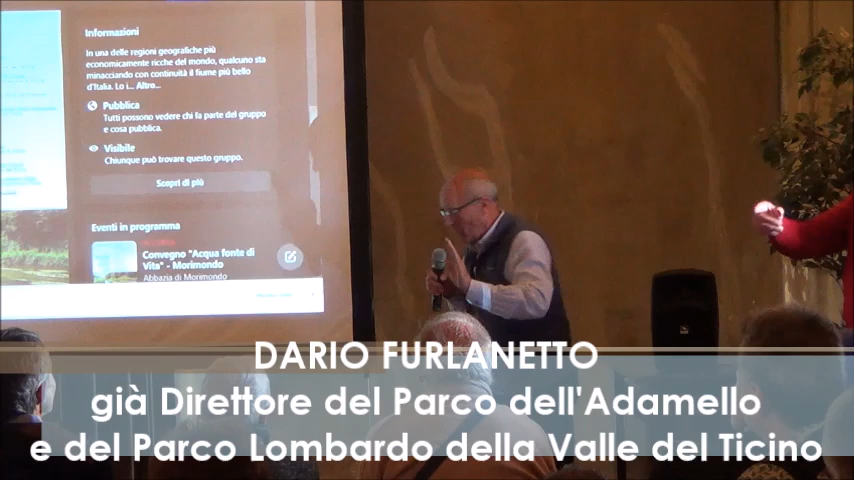 Informazioni
In una delle regioni geografiche più
economicamente ricche del mondo, qualcuno sta
minacciando con continuità il fiume più bello
d'Italia. Lo i... Altro...
Pubblica
Tutti possono vedere chi fa parte del gruppo
e cosa pubblica.
Visibile
Chiunque può trovare questo gruppo.
Scopri di più
Eventi in programma
Convegno "Acqua fonte di
Vita" - Morimondo
Abbazia di Morimondo
DARIO FURLANETTO
già Direttore del Parco dell'Adamello
e del Parco Lombardo della Valle del Ticino